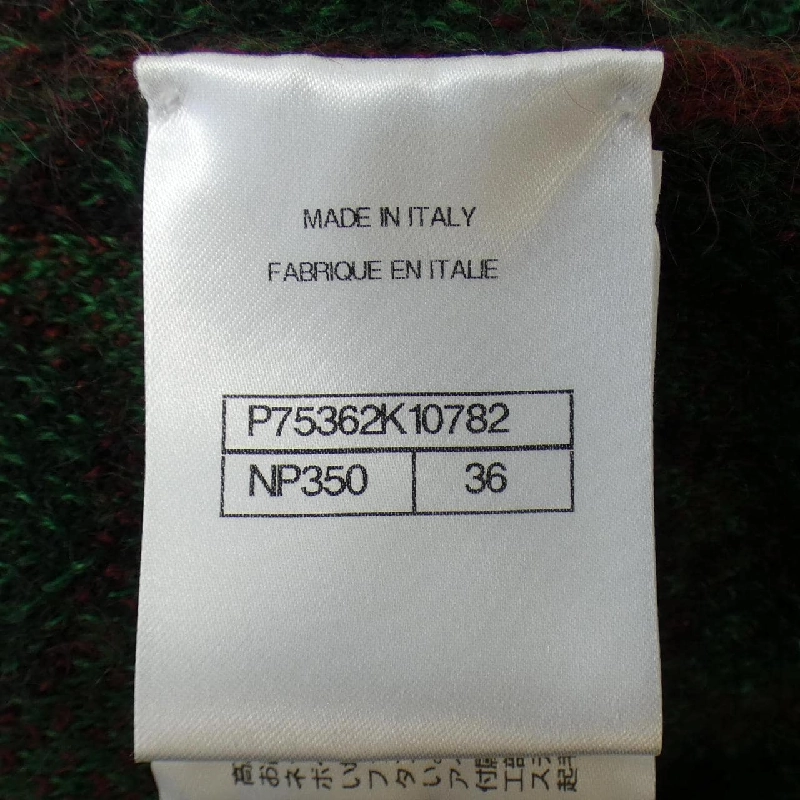 MADE IN ITALY
FABRIQUE EN ITALIE
P75362K10782
NP350 36